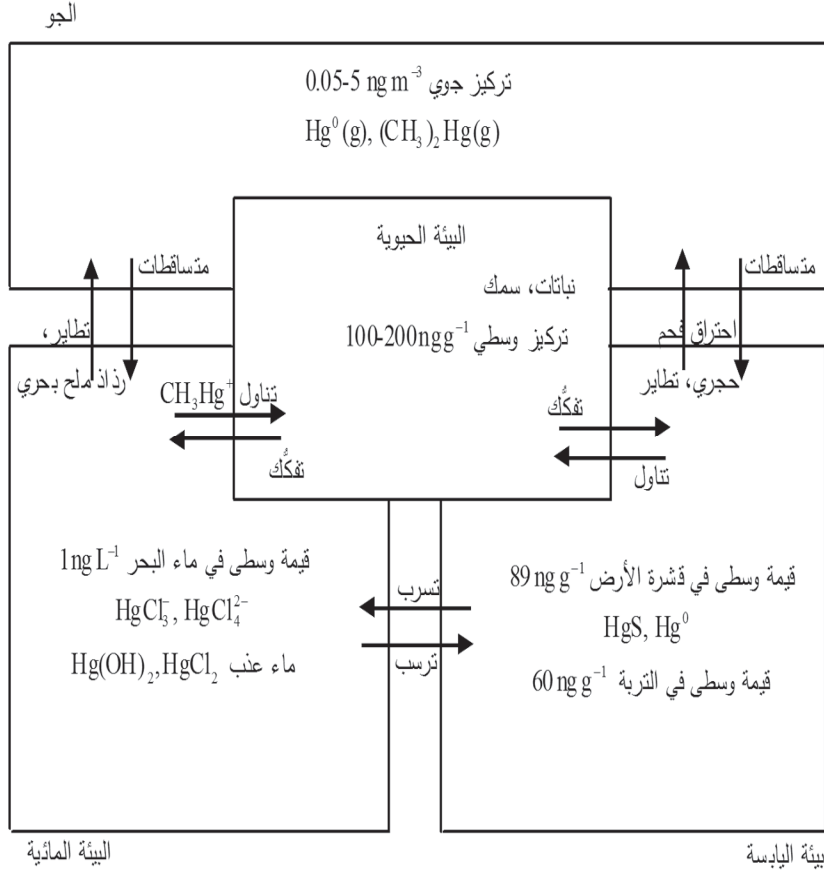 الجو
تركيز جوي 0.05-5 ng m⁻³
Hg⁰(g), (CH₃)₂Hg(g)
البيئة الحيوية
نباتات، سمك
تركيز وسطي 100-200ng g⁻¹
متساقطات
احتراق فحم
حجري، تطاير
متساقطات
تطاير،
رذاذ ملح بحري
تناول CH₃Hg⁺
تفكُّك
تفكُّك
تناول
قيمة وسطى في قشرة الأرض 89 ng g⁻¹
HgS, Hg⁰
قيمة وسطى في التربة 60 ng g⁻¹
تسرب
ترسب
قيمة وسطى في ماء البحر 1ng L⁻¹
HgCl₃⁻, HgCl₄²⁻
ماء عذب Hg(OH)₂, HgCl₂
بيئة اليابسة
البيئة المائية